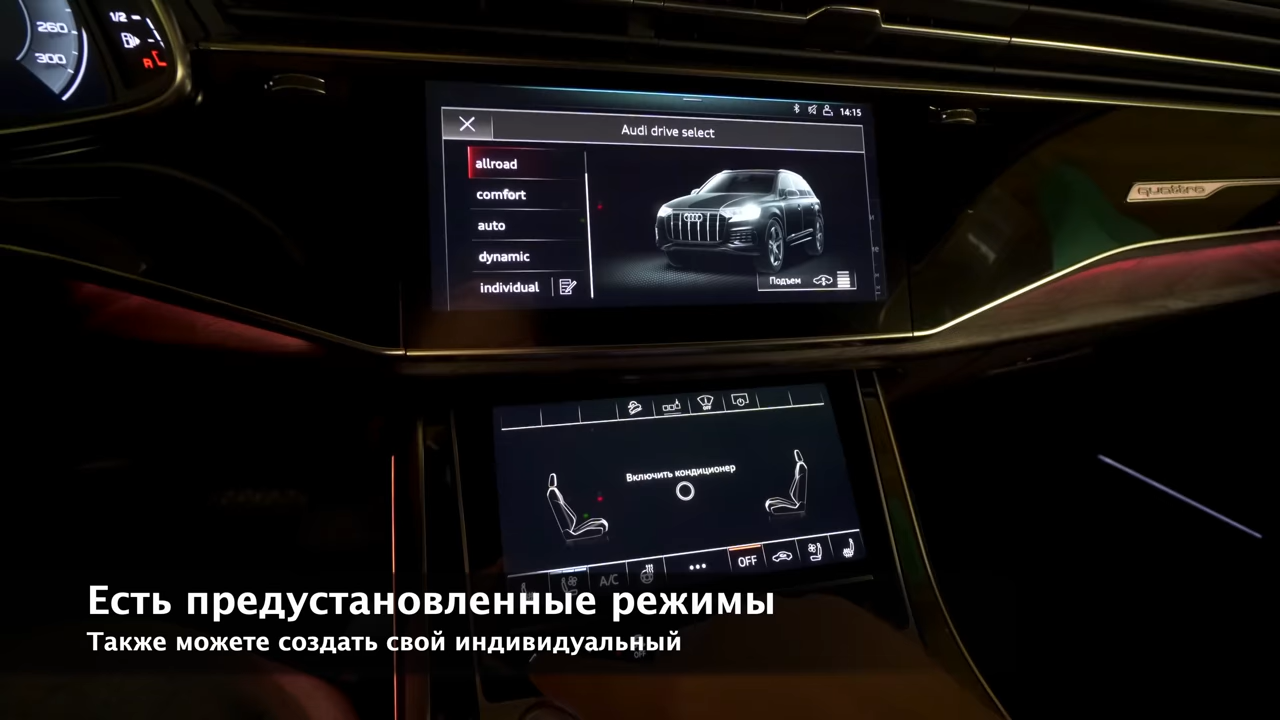 1/2
260
300
R
14:15
Audi drive select
allroad
comfort
auto
dynamic
individual
Подъем
quattro
OFF
Включить кондиционер
A/C
•••
OFF
Есть предустановленные режимы
Также можете создать свой индивидуальный
OFF